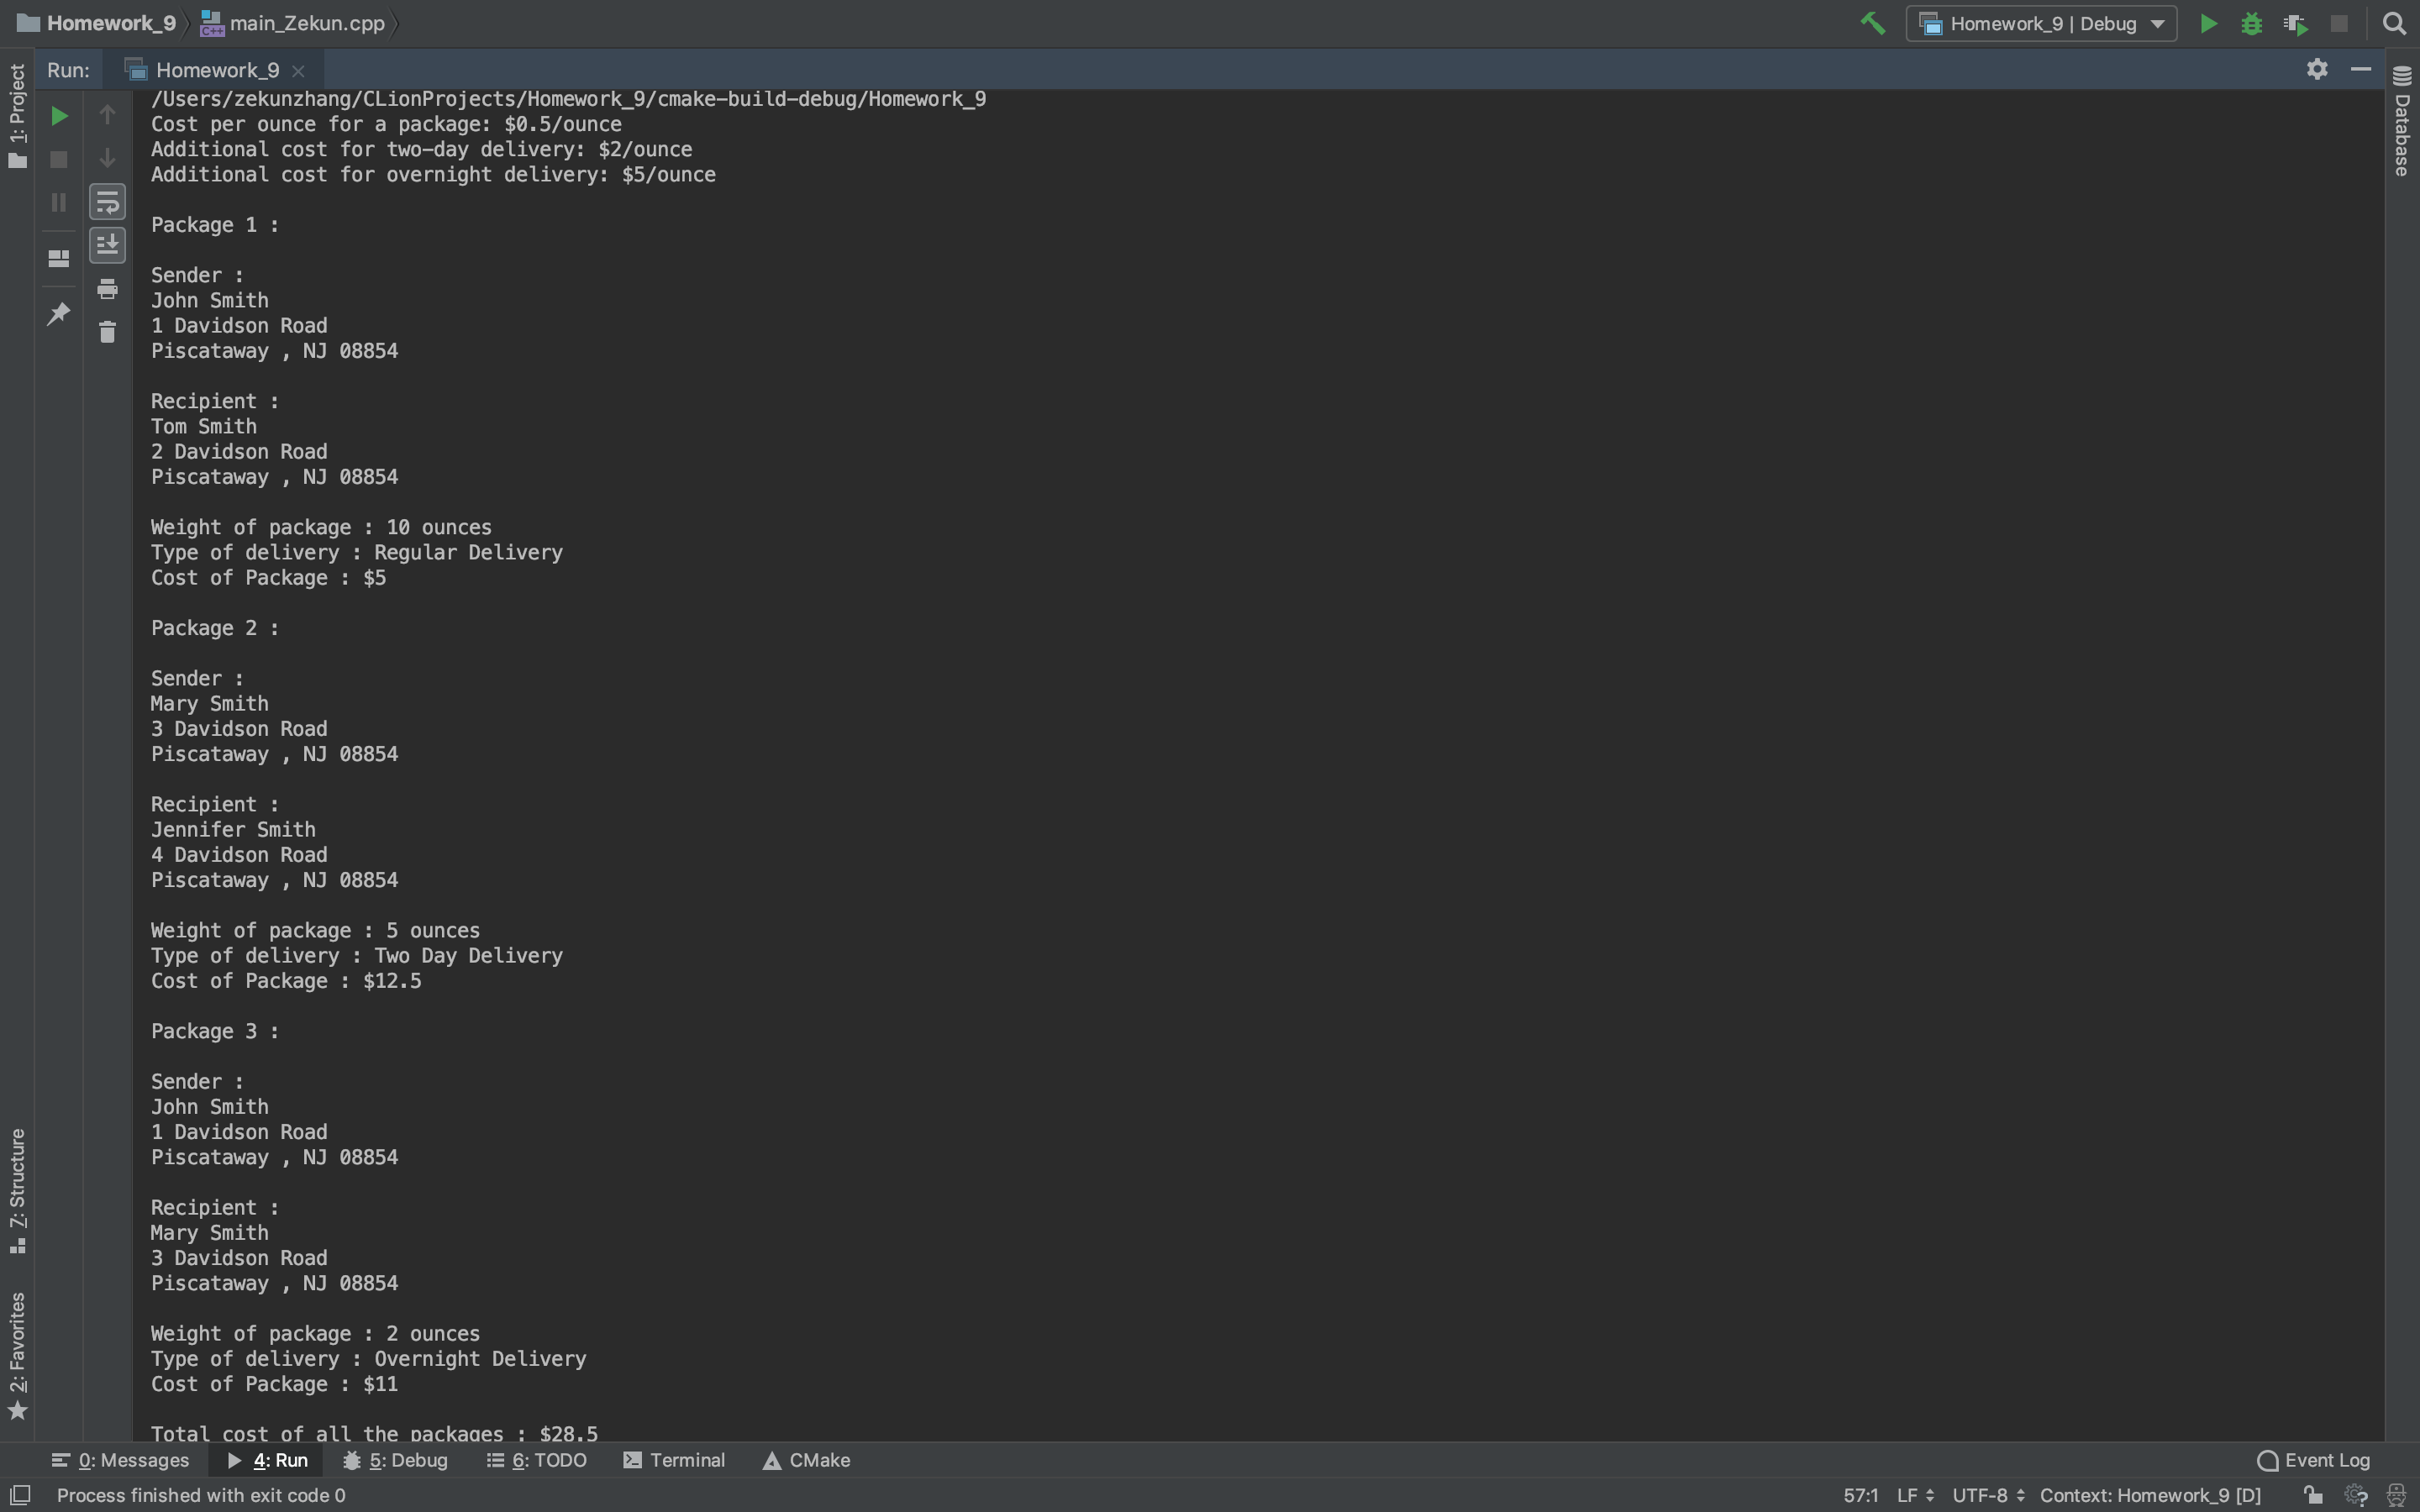 Homework_9 main_Zekun.cpp Homework_9 | Debug
Run: Homework_9
1: Project
Database
/Users/zekunzhang/CLionProjects/Homework_9/cmake-build-debug/Homework_9
Cost per ounce for a package: $0.5/ounce
Additional cost for two-day delivery: $2/ounce
Additional cost for overnight delivery: $5/ounce
Package 1 :
Sender :
John Smith
1 Davidson Road
Piscataway , NJ 08854
Recipient :
Tom Smith
2 Davidson Road
Piscataway , NJ 08854
Weight of package : 10 ounces
Type of delivery : Regular Delivery
Cost of Package : $5
Package 2 :
Sender :
Mary Smith
3 Davidson Road
Piscataway , NJ 08854
Recipient :
Jennifer Smith
4 Davidson Road
Piscataway , NJ 08854
Weight of package : 5 ounces
Type of delivery : Two Day Delivery
Cost of Package : $12.5
Package 3 :
Sender :
John Smith
1 Davidson Road
Piscataway , NJ 08854
Recipient :
Mary Smith
3 Davidson Road
Piscataway , NJ 08854
Weight of package : 2 ounces
Type of delivery : Overnight Delivery
Cost of Package : $11
Total cost of all the packages : $28.5
7: Structure
2: Favorites
0: Messages 4: Run 5: Debug 6: TODO Terminal CMake Event Log
Process finished with exit code 0 57:1 LF UTF-8 Context: Homework_9 [D]